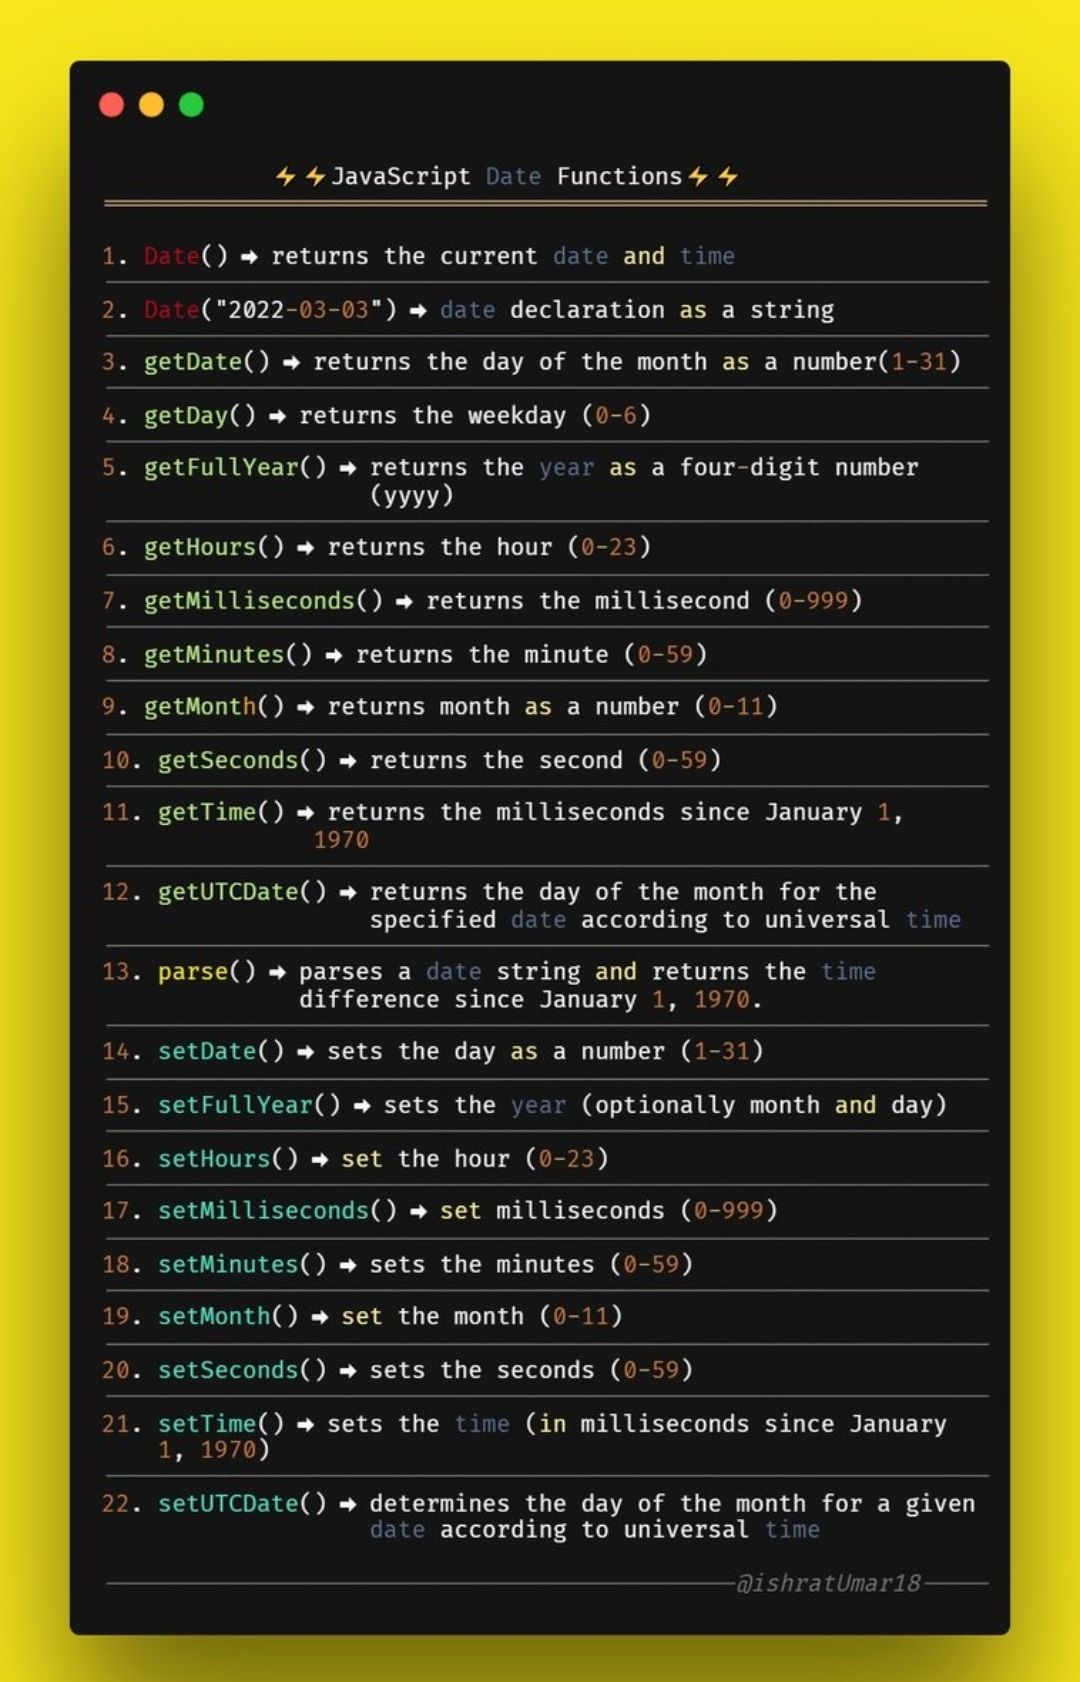 ⚡⚡JavaScript Date Functions⚡⚡
1. Date() → returns the current date and time
2. Date("2022-03-03") → date declaration as a string
3. getDate() → returns the day of the month as a number(1-31)
4. getDay() → returns the weekday (0-6)
5. getFullYear() → returns the year as a four-digit number
(yyyy)
6. getHours() → returns the hour (0-23)
7. getMilliseconds() → returns the millisecond (0-999)
8. getMinutes() → returns the minute (0-59)
9. getMonth() → returns month as a number (0-11)
10. getSeconds() → returns the second (0-59)
11. getTime() → returns the milliseconds since January 1,
1970
12. getUTCDate() → returns the day of the month for the
specified date according to universal time
13. parse() → parses a date string and returns the time
difference since January 1, 1970.
14. setDate() → sets the day as a number (1-31)
15. setFullYear() → sets the year (optionally month and day)
16. setHours() → set the hour (0-23)
17. setMilliseconds() → set milliseconds (0-999)
18. setMinutes() → sets the minutes (0-59)
19. setMonth() → set the month (0-11)
20. setSeconds() → sets the seconds (0-59)
21. setTime() → sets the time (in milliseconds since January
1, 1970)
22. setUTCDate() → determines the day of the month for a given
date according to universal time
@ishratUmar18